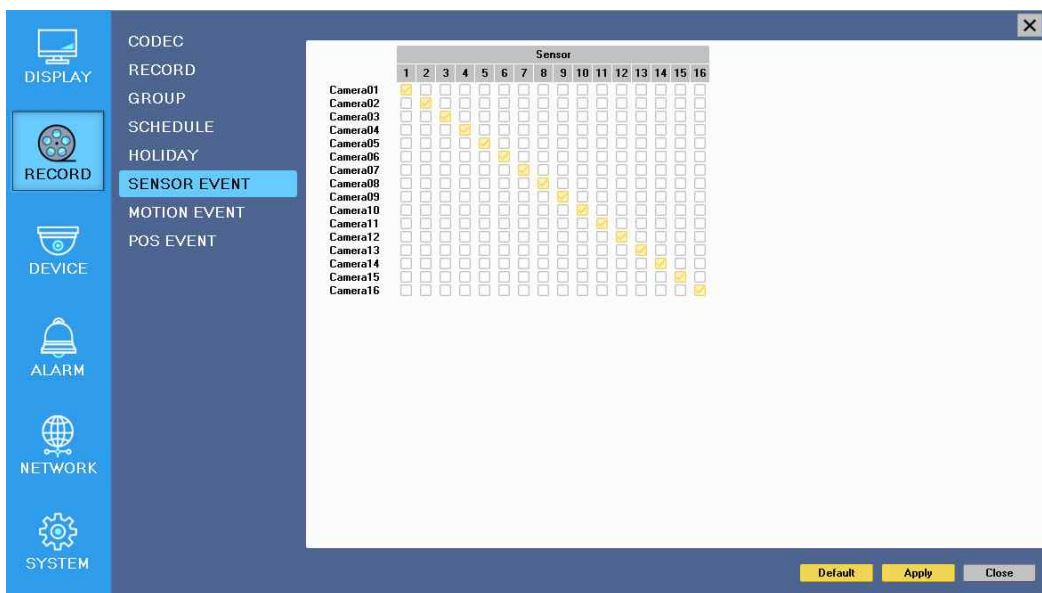 DISPLAY
RECORD
DEVICE
ALARM
NETWORK
SYSTEM
CODEC
RECORD
GROUP
SCHEDULE
HOLIDAY
SENSOR EVENT
MOTION EVENT
POS EVENT
Sensor
1 2 3 4 5 6 7 8 9 10 11 12 13 14 15 16
Camera01
Camera02
Camera03
Camera04
Camera05
Camera06
Camera07
Camera08
Camera09
Camera10
Camera11
Camera12
Camera13
Camera14
Camera15
Camera16
Default Apply Close